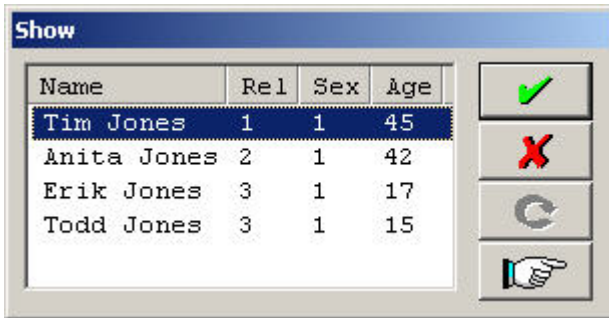 Show
Name Rel Sex Age
Tim Jones 1 1 45
Anita Jones 2 1 42
Erik Jones 3 1 17
Todd Jones 3 1 15